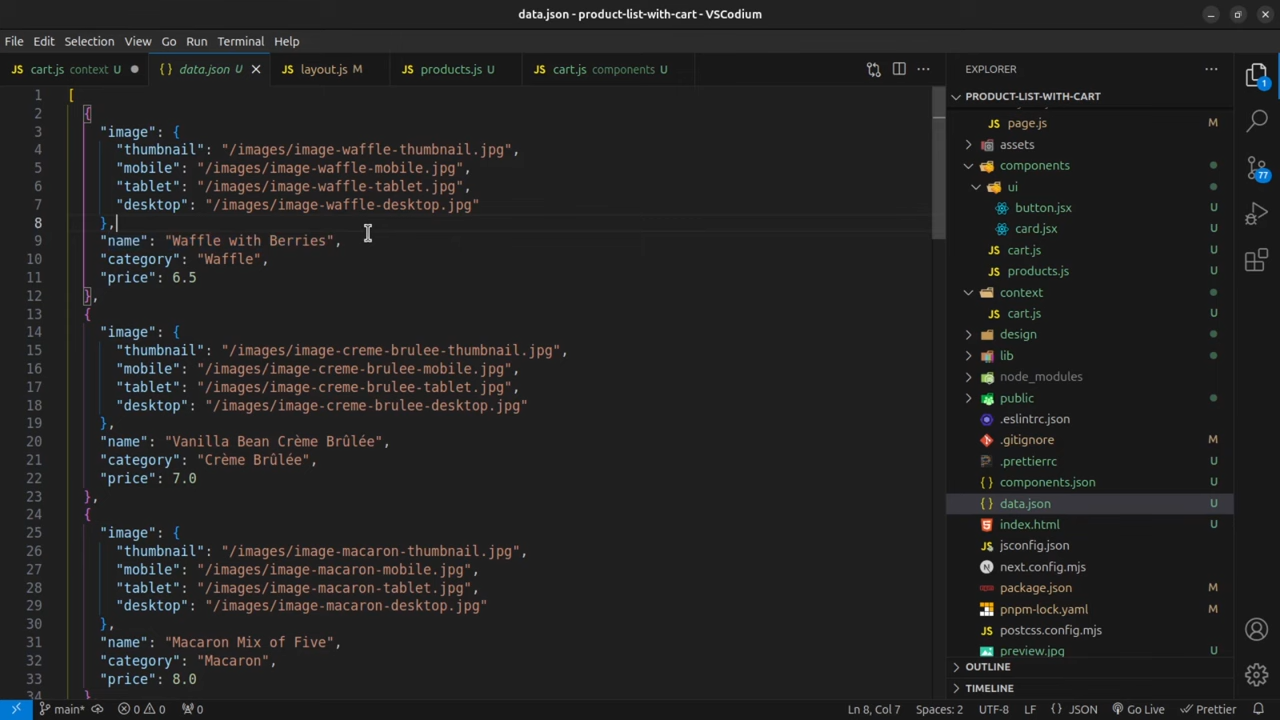 data.json - product-list-with-cart - VSCodium
File Edit Selection View Go Run Terminal Help
cart.js context U
data.json U
layout.js M
products.js U
cart.js components U
1 [
2 {
3 "image": {
4 "thumbnail": "/images/image-waffle-thumbnail.jpg",
5 "mobile": "/images/image-waffle-mobile.jpg",
6 "tablet": "/images/image-waffle-tablet.jpg",
7 "desktop": "/images/image-waffle-desktop.jpg"
8 },
9 "name": "Waffle with Berries",
10 "category": "Waffle",
11 "price": 6.5
12 },
13 {
14 "image": {
15 "thumbnail": "/images/image-creme-brulee-thumbnail.jpg",
16 "mobile": "/images/image-creme-brulee-mobile.jpg",
17 "tablet": "/images/image-creme-brulee-tablet.jpg",
18 "desktop": "/images/image-creme-brulee-desktop.jpg"
19 },
20 "name": "Vanilla Bean Crème Brûlée",
21 "category": "Crème Brûlée",
22 "price": 7.0
23 },
24 {
25 "image": {
26 "thumbnail": "/images/image-macaron-thumbnail.jpg",
27 "mobile": "/images/image-macaron-mobile.jpg",
28 "tablet": "/images/image-macaron-tablet.jpg",
29 "desktop": "/images/image-macaron-desktop.jpg"
30 },
31 "name": "Macaron Mix of Five",
32 "category": "Macaron",
33 "price": 8.0
34 }
EXPLORER
PRODUCT-LIST-WITH-CART
page.js M
assets
components
ui
button.jsx U
card.jsx U
cart.js U
products.js U
context
cart.js U
design
lib
node_modules
public
.eslintrc.json U
.gitignore M
.prettierrc U
components.json U
data.json U
index.html U
jsconfig.json U
next.config.mjs U
package.json M
pnpm-lock.yaml M
postcss.config.mjs U
preview.jpg U
OUTLINE
TIMELINE
1
77
main*
0 0
0
Ln 8, Col 7
Spaces: 2
UTF-8
LF
{} JSON
Go Live
Prettier